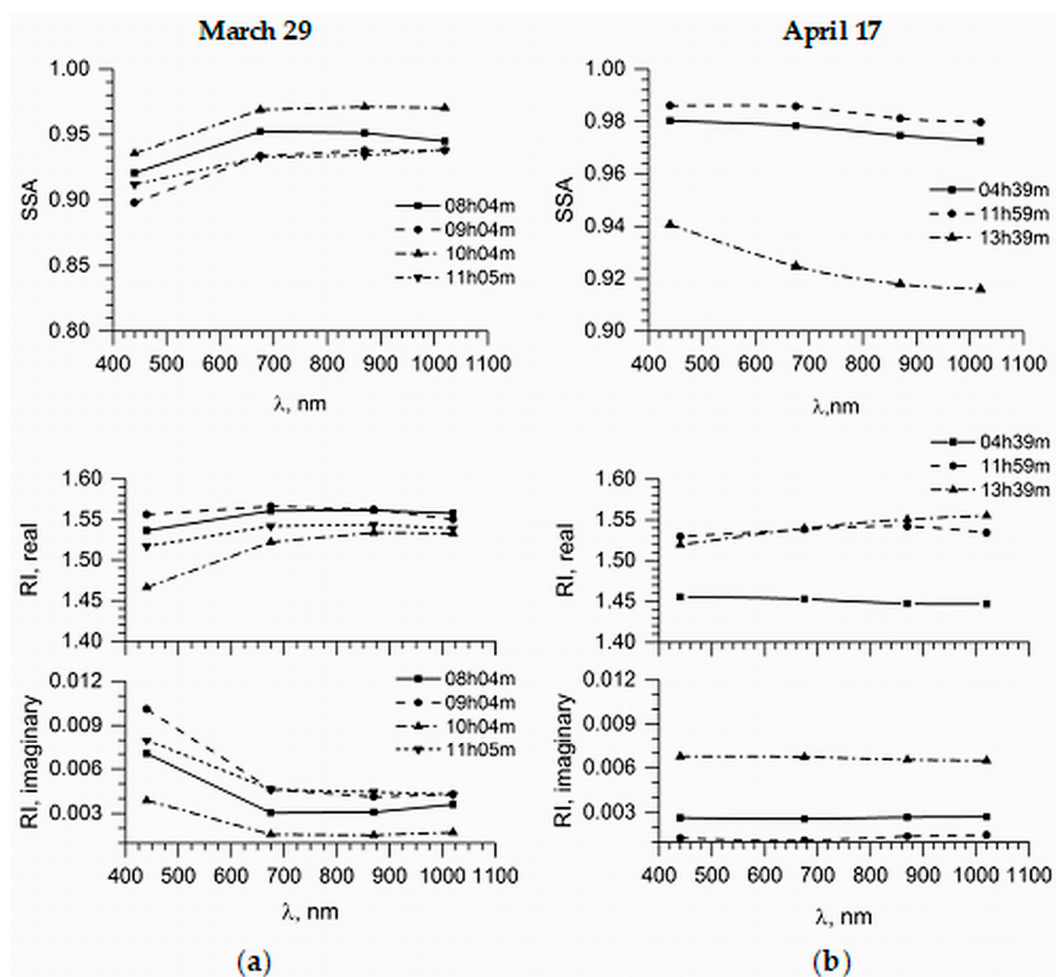 March 29
SSA
1.00
0.95
0.90
0.85
0.80
08h04m
09h04m
10h04m
11h05m
400 500 600 700 800 900 1000 1100
λ, nm
April 17
SSA
1.00
0.98
0.96
0.94
0.92
0.90
04h39m
11h59m
13h39m
400 500 600 700 800 900 1000 1100
λ,nm
RI, real
1.60
1.55
1.50
1.45
1.40
04h39m
11h59m
13h39m
RI, real
1.60
1.55
1.50
1.45
1.40
RI, imaginary
0.012
0.009
0.006
0.003
08h04m
09h04m
10h04m
11h05m
400 500 600 700 800 900 1000 1100
λ, nm
(a)
RI, imaginary
0.012
0.009
0.006
0.003
400 500 600 700 800 900 1000 1100
λ, nm
(b)